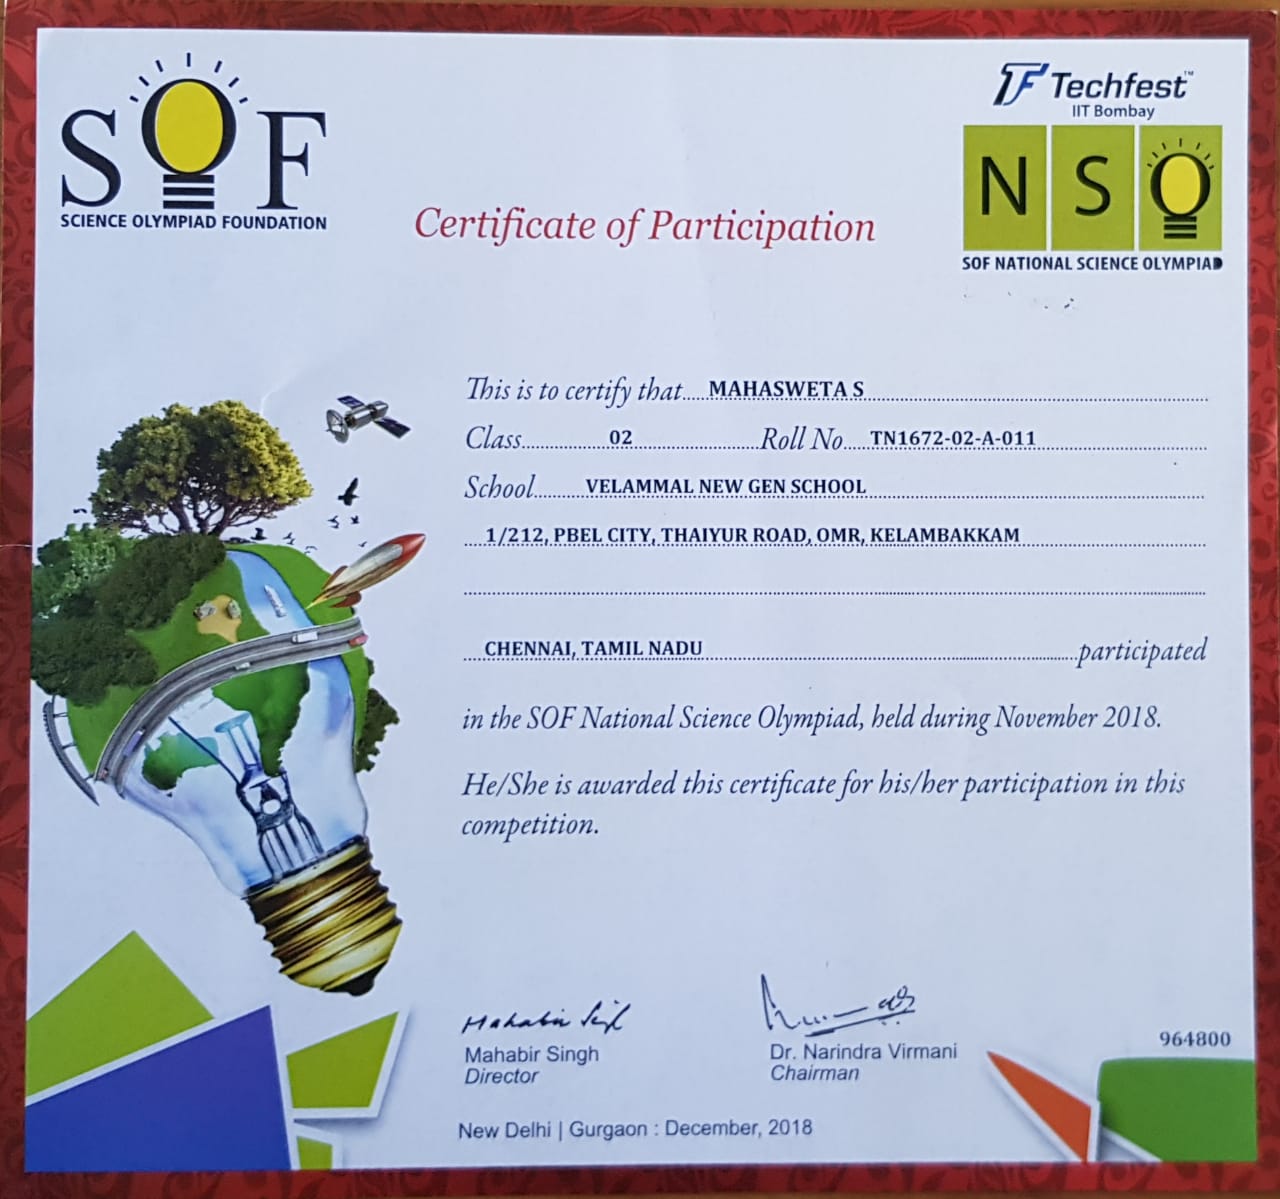 SOF
SCIENCE OLYMPIAD FOUNDATION
TF Techfest™
IIT Bombay
NSO
SOF NATIONAL SCIENCE OLYMPIAD
Certificate of Participation
This is to certify that.....MAHASWETA S
Class..........02..........Roll No.....TN1672-02-A-011
School.........VELAMMAL NEW GEN SCHOOL
1/212, PBEL CITY, THAIYUR ROAD, OMR, KELAMBAKKAM
CHENNAI, TAMIL NADU..........participated
in the SOF National Science Olympiad, held during November 2018.
He/She is awarded this certificate for his/her participation in this
competition.
Mahabir Singh
Mahabir Singh
Director
Dr. Narindra Virmani
Chairman
964800
New Delhi | Gurgaon : December, 2018